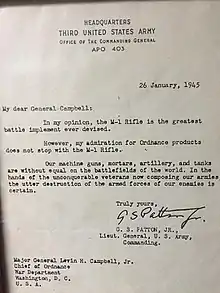 HEADQUARTERS
THIRD UNITED STATES ARMY
OFFICE OF THE COMMANDING GENERAL
APO 403
26 January, 1945
My dear General Campbell:
In my opinion, the M-1 Rifle is the greatest
battle implement ever devised.
However, my admiration for Ordnance products
does not stop with the M-1 Rifle.
Our machine guns, mortars, artillery, and tanks
are without equal on the battlefields of the world. In the
hands of the unconquerable veterans now composing our armies
the utter destruction of the armed forces of our enemies is
certain.
Truly yours,
G S Patton Jr.
G. S. PATTON, JR.,
Lieut. General, U. S. Army,
Commanding.
Major General Levin H. Campbell, Jr.
Chief of Ordnance
War Department
Washington, D. C.
U. S. A.